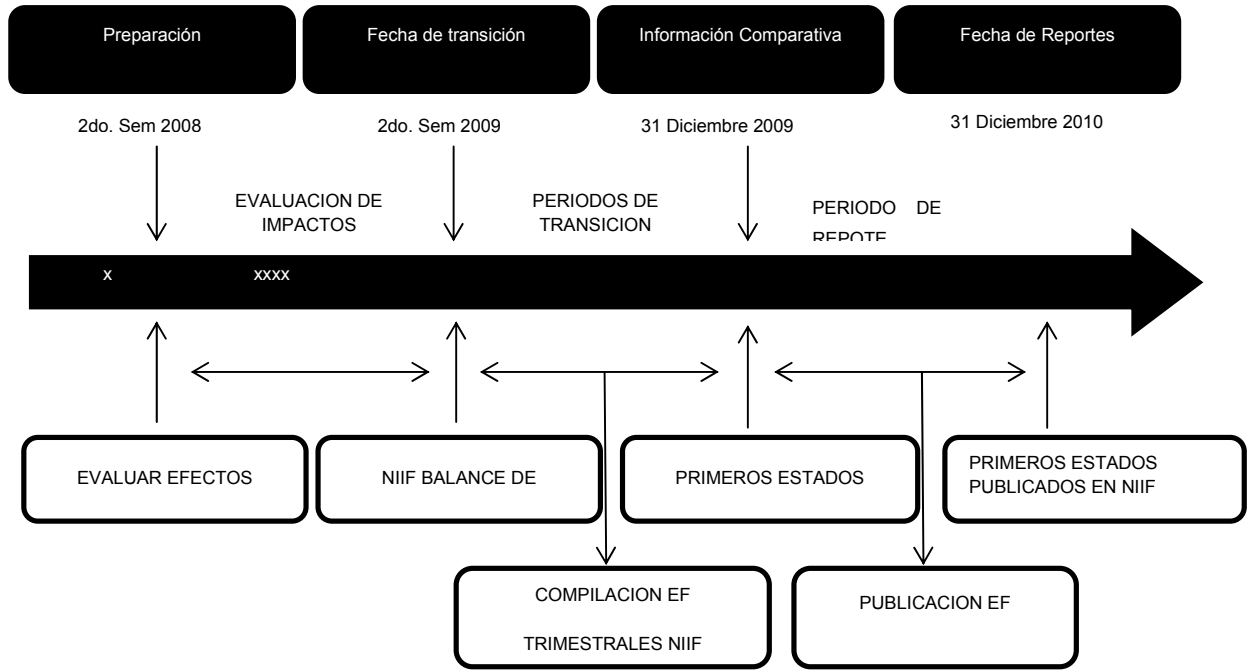 Preparación
Fecha de transición
Información Comparativa
Fecha de Reportes
2do. Sem 2008
2do. Sem 2009
31 Diciembre 2009
31 Diciembre 2010
EVALUACION DE
IMPACTOS
PERIODOS DE
TRANSICION
PERIODO DE
REPOTE
x
xxxx
EVALUAR EFECTOS
NIIF BALANCE DE
PRIMEROS ESTADOS
PRIMEROS ESTADOS
PUBLICADOS EN NIIF
COMPILACION EF
TRIMESTRALES NIIF
PUBLICACION EF